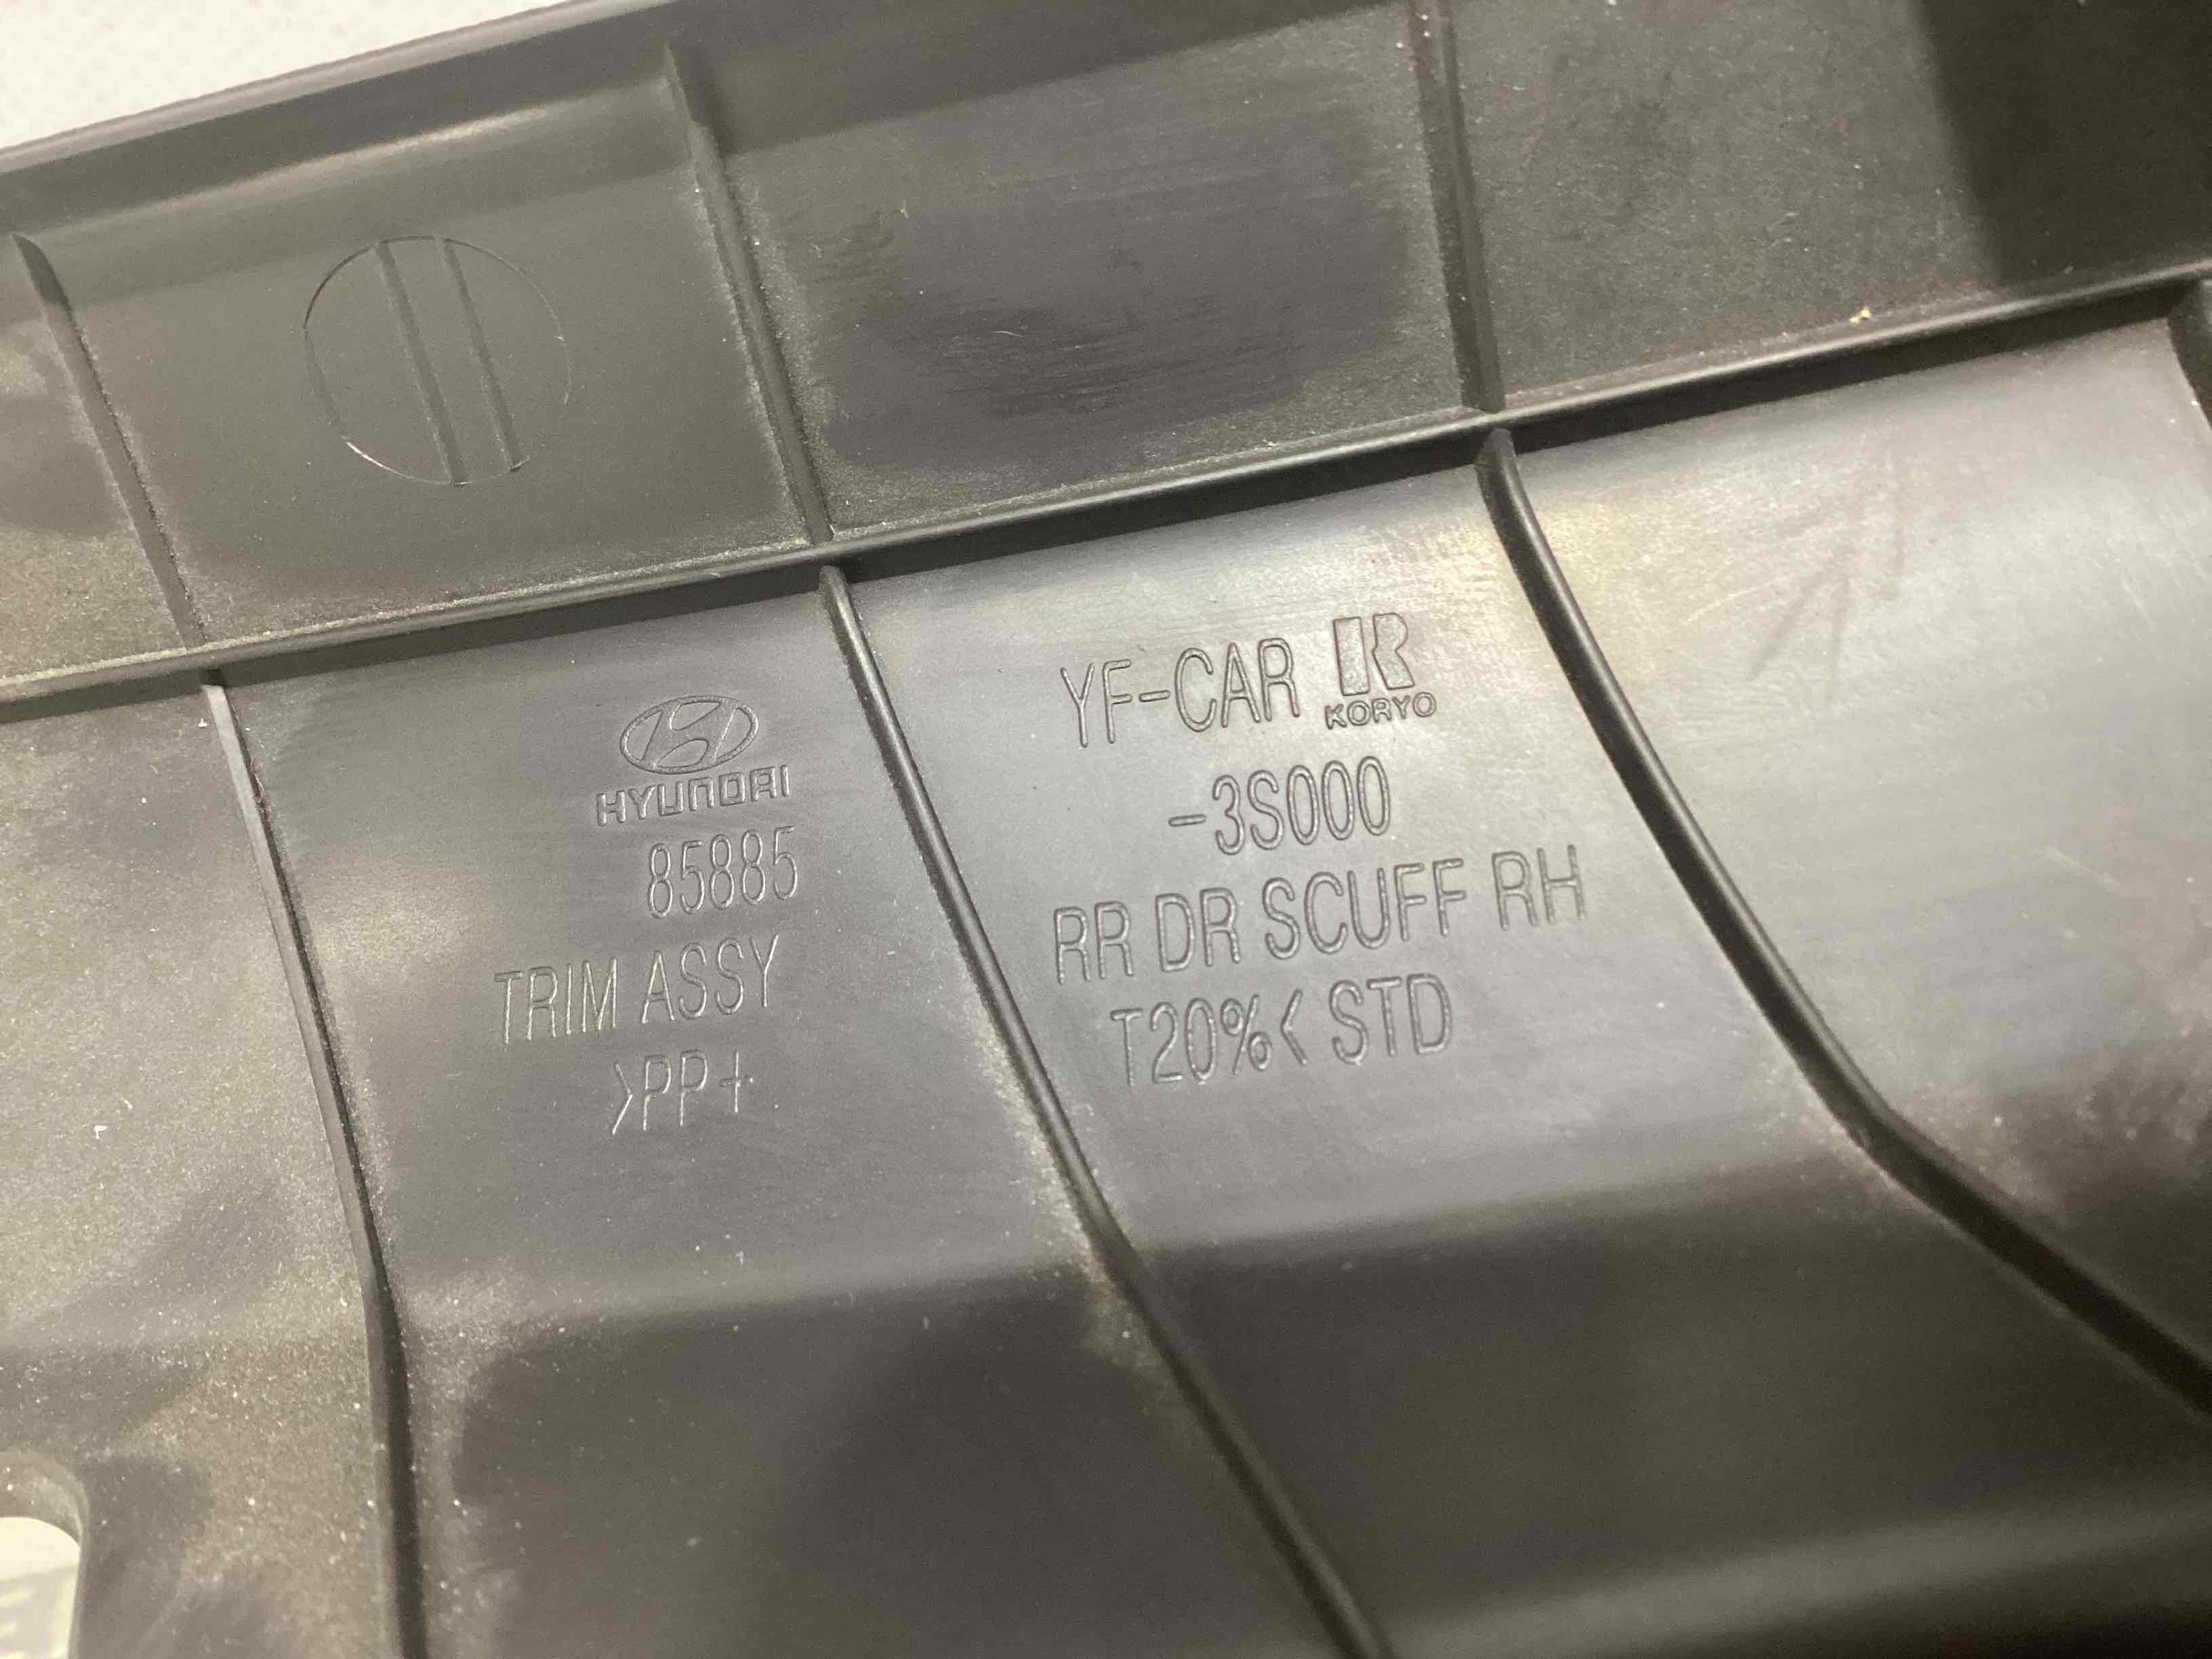 HYUNDAI YF-CAR KORYO
85885 -3S000
TRIM ASSY RR DR SCUFF RH
>PP+ T20%< STD